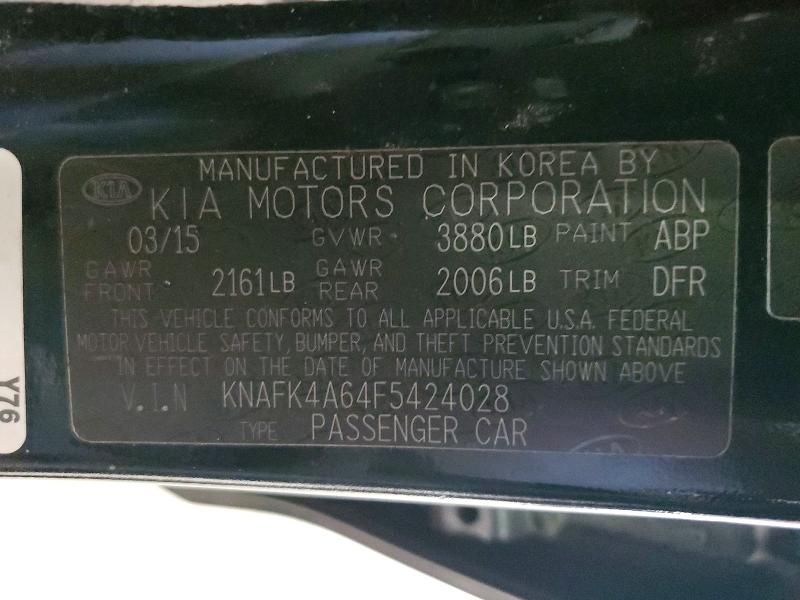 MANUFACTURED IN KOREA BY
KIA KIA MOTORS CORPORATION
03/15 GVWR 3880LB PAINT ABP
GAWR FRONT 2161LB GAWR REAR 2006LB TRIM DFR
THIS VEHICLE CONFORMS TO ALL APPLICABLE U.S.A. FEDERAL
MOTOR VEHICLE SAFETY, BUMPER, AND THEFT PREVENTION STANDARDS
IN EFFECT ON THE DATE OF MANUFACTURE SHOWN ABOVE
V.I.N KNAFK4A64F5424028
TYPE PASSENGER CAR
Y76